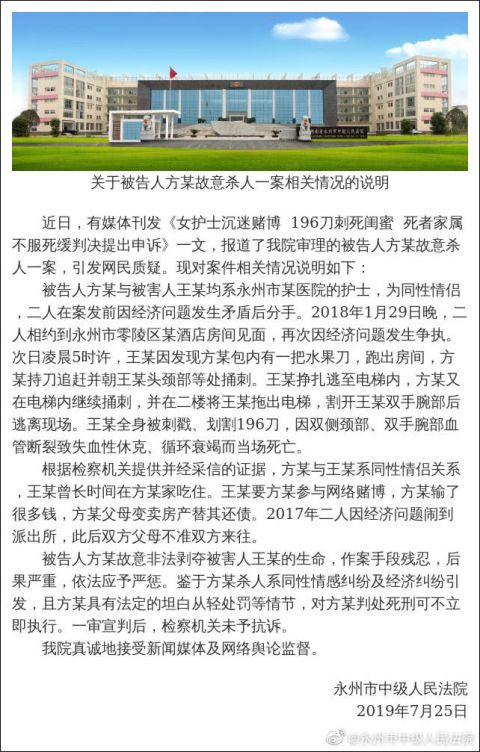 关于被告人方某故意杀人一案相关情况的说明
近日，有媒体刊发《女护士沉迷赌博 196刀刺死闺蜜 死者家属
不服死缓判决提出申诉》一文，报道了我院审理的被告人方某故意杀
人一案，引发网民质疑。现对案件相关情况说明如下：
被告人方某与被害人王某均系永州市某医院的护士，为同性情侣
，二人在案发前因经济问题发生矛盾后分手。2018年1月29日晚，二
人相约到永州市零陵区某酒店房间见面，再次因经济问题发生争执。
次日凌晨5时许，王某因发现方某包内有一把水果刀，跑出房间，方
某持刀追赶并朝王某头颈部等处捅刺。王某挣扎逃至电梯内，方某又
在电梯内继续捅刺，并在二楼将王某拖出电梯，割开王某双手腕部后
逃离现场。王某全身被刺戳、划割196刀，因双侧颈部、双手腕部血
管断裂致失血性休克、循环衰竭而当场死亡。
根据检察机关提供并经采信的证据，方某与王某系同性情侣关系
，王某曾长时间在方某家吃住。王某要方某参与网络赌博，方某输了
很多钱，方某父母变卖房产替其还债。2017年二人因经济问题闹到
派出所，此后双方父母不准双方来往。
被告人方某故意非法剥夺被害人王某的生命，作案手段残忍，后
果严重，依法应予严惩。鉴于方某杀人系同性情感纠纷及经济纠纷引
发，且方某具有法定的坦白从轻处罚等情节，对方某判处死刑可不立
即执行。一审宣判后，检察机关未予抗诉。
我院真诚地接受新闻媒体及网络舆论监督。
永州市中级人民法院
2019年7月25日
@永州市中级人民法院